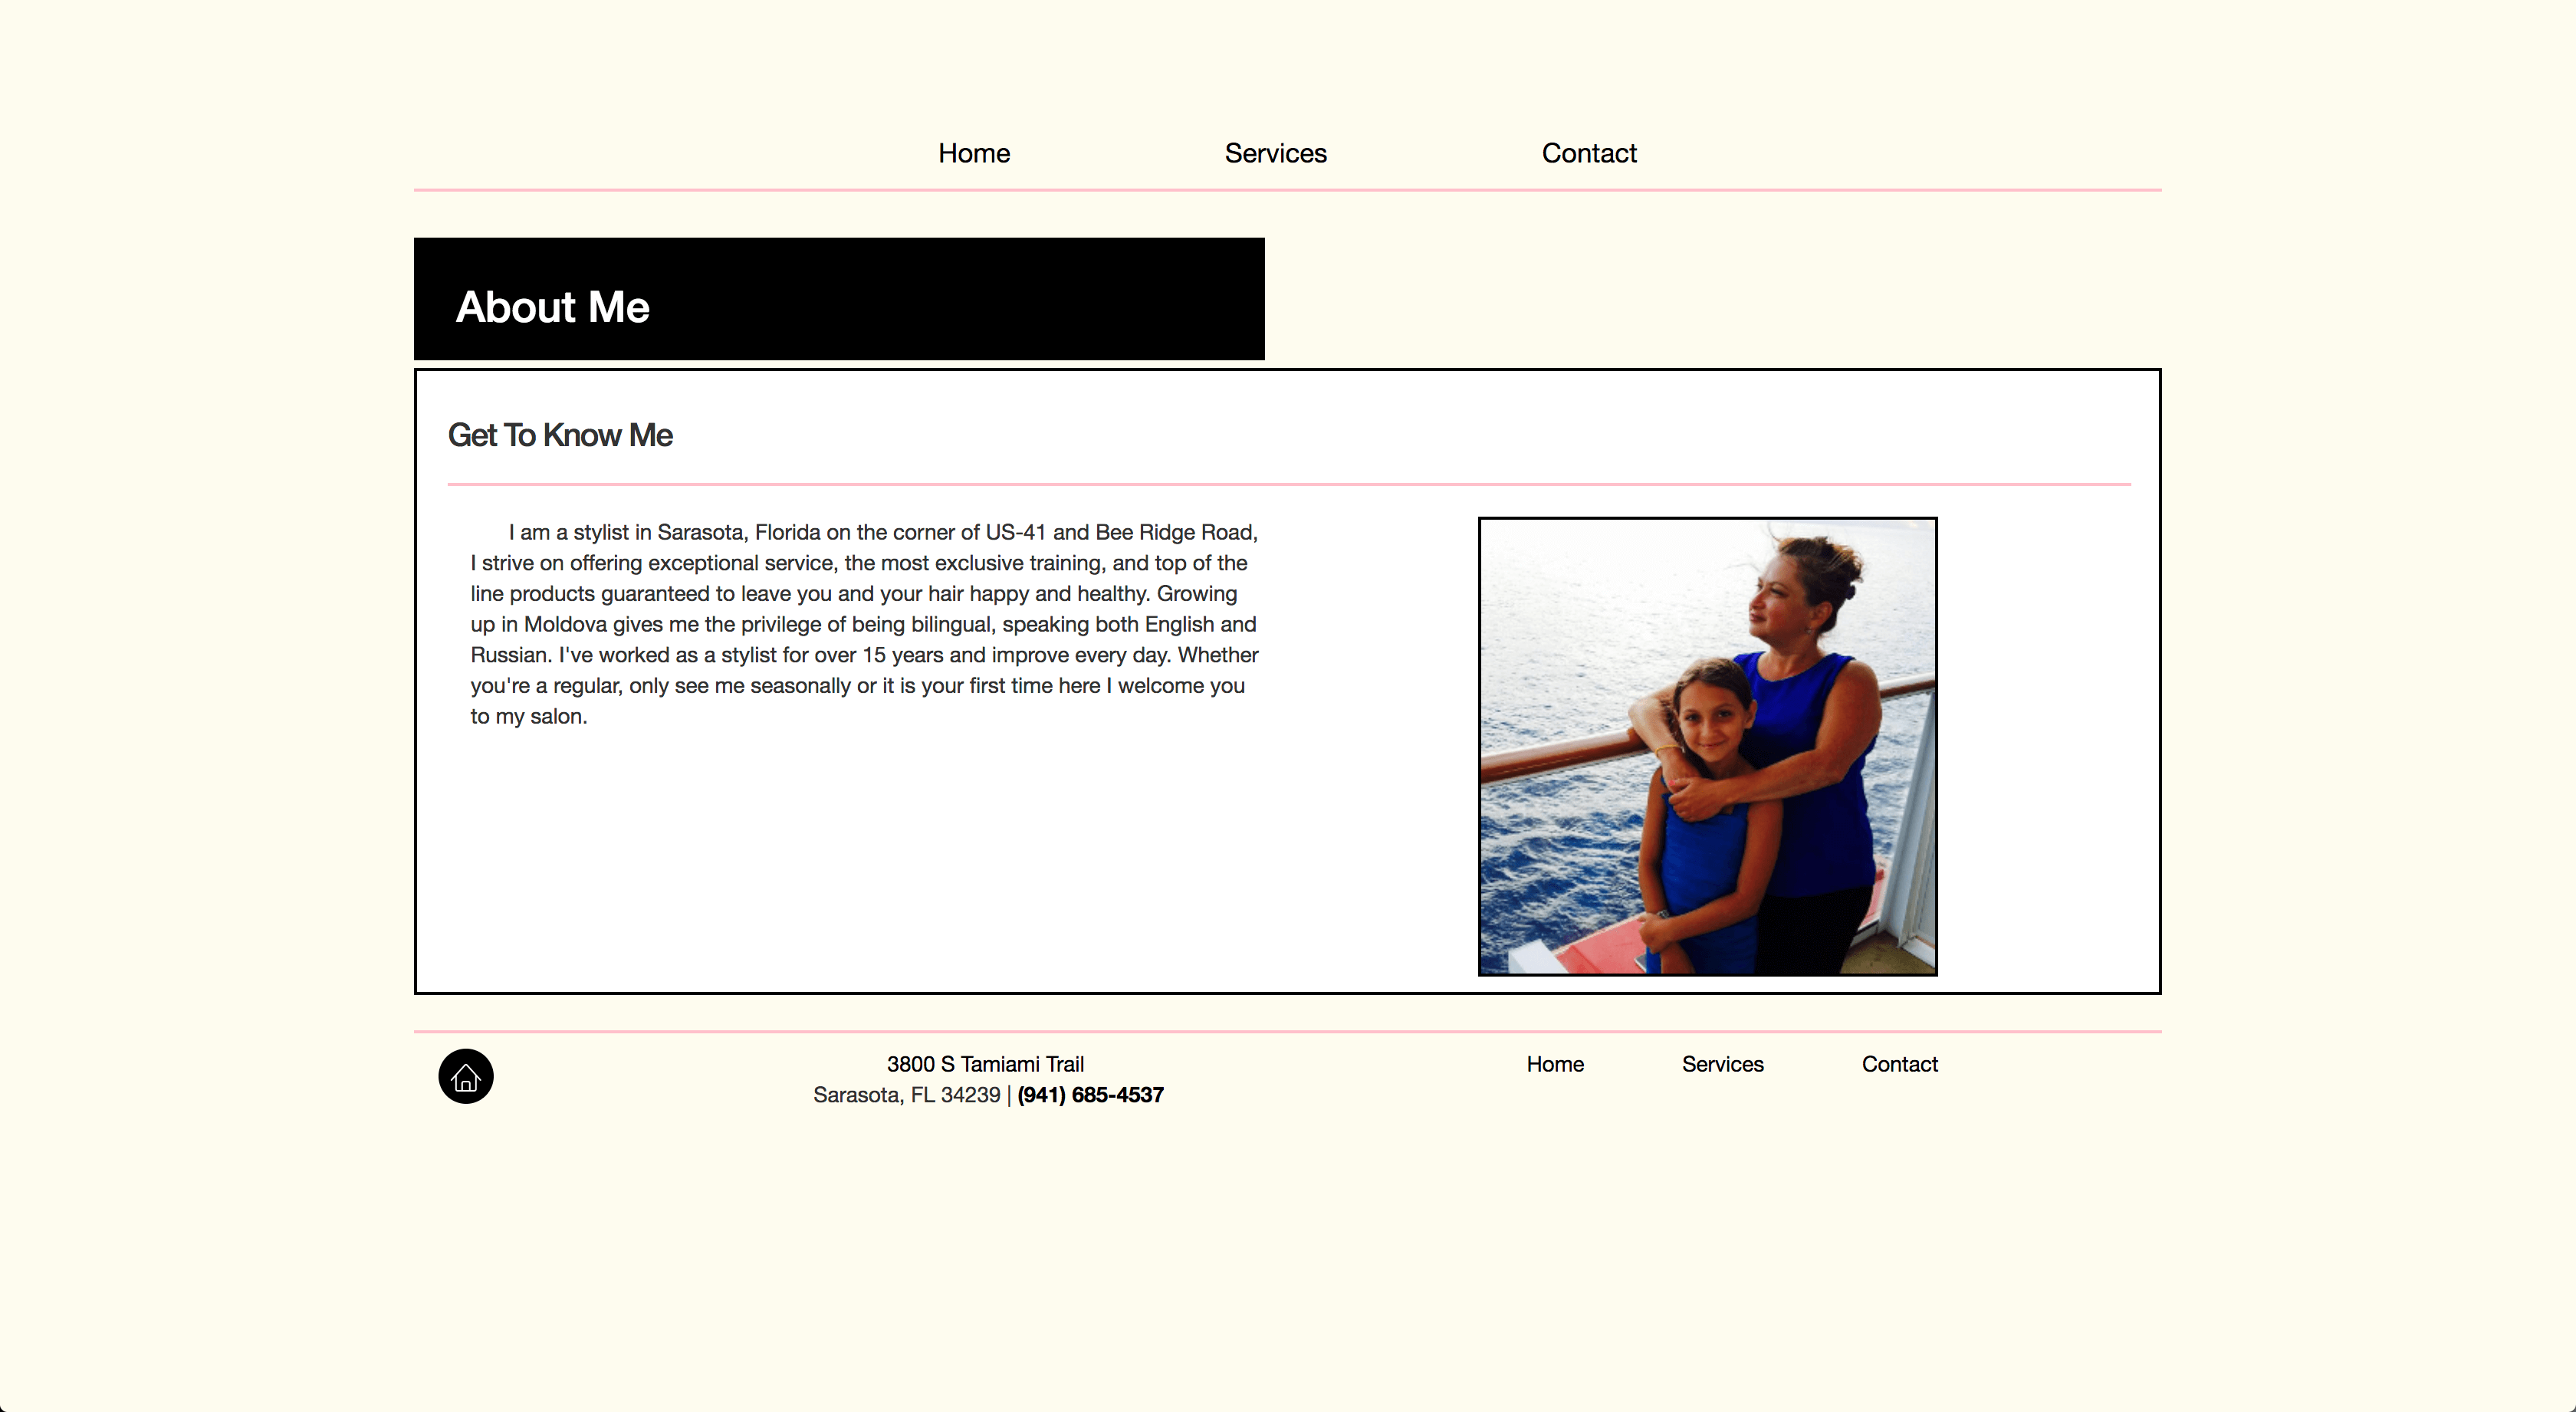 Home Services Contact
About Me
Get To Know Me
I am a stylist in Sarasota, Florida on the corner of US-41 and Bee Ridge Road,
I strive on offering exceptional service, the most exclusive training, and top of the
line products guaranteed to leave you and your hair happy and healthy. Growing
up in Moldova gives me the privilege of being bilingual, speaking both English and
Russian. I've worked as a stylist for over 15 years and improve every day. Whether
you're a regular, only see me seasonally or it is your first time here I welcome you
to my salon.
3800 S Tamiami Trail
Sarasota, FL 34239 | (941) 685-4537
Home Services Contact